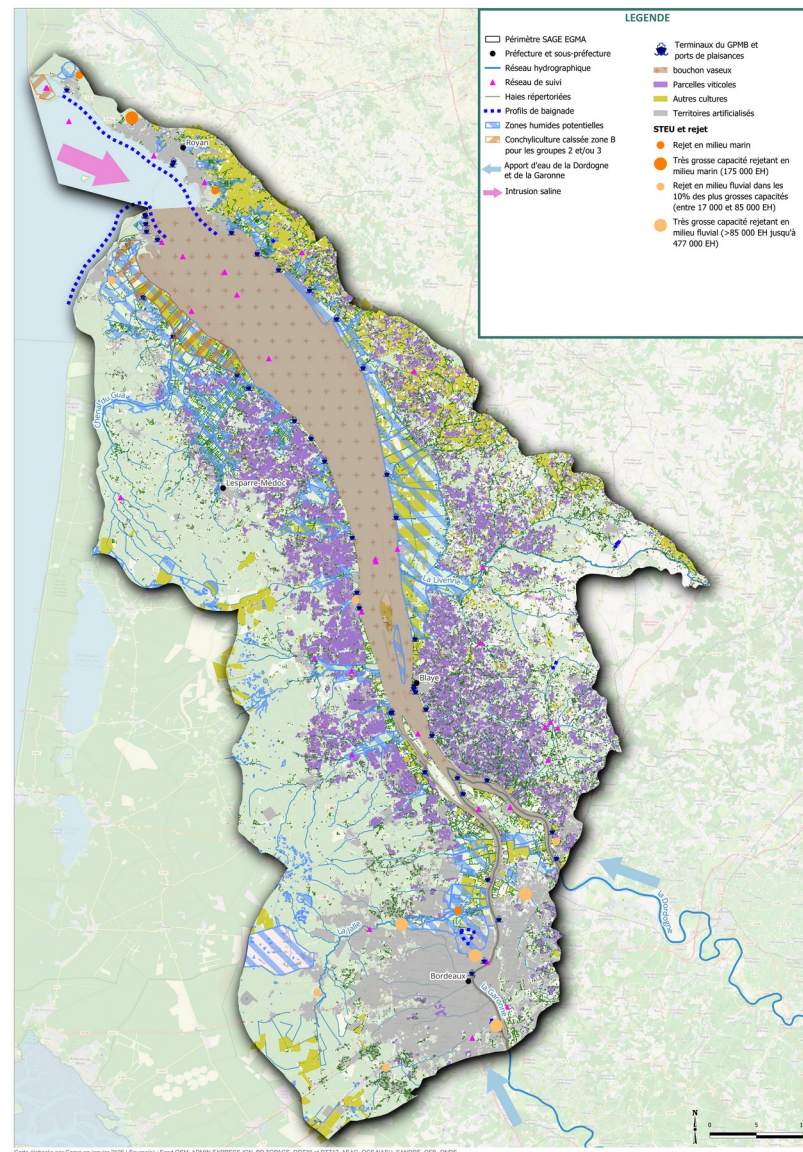 LEGENDE
Périmètre SAGE EGMA
Préfecture et sous-préfecture
Réseau hydrographique
Réseau de suivi
Haies répertoriées
Profils de baignade
Zones humides potentielles
Conchyliculture calssée zone B
pour les groupes 2 et/ou 3
Apport d'eau de la Dordogne
et de la Garonne
Intrusion saline
Terminaux du GPMB et
ports de plaisances
bouchon vaseux
Parcelles viticoles
Autres cultures
Territoires artificialisés
STEU et rejet
Rejet en milieu marin
Très grosse capacité rejetant en
milieu marin (175 000 EH)
Rejet en milieu fluvial dans les
10% des plus grosses capacités
(entre 17 000 et 85 000 EH)
Très grosse capacité rejetant en
milieu fluvial (>85 000 EH jusqu'à
477 000 EH)
Royan
Chenal du Gua
Lesparre-Médoc
La Livenne
Blaye
la Dordogne
La Jalle
Bordeaux
la Garonne
N
0 5